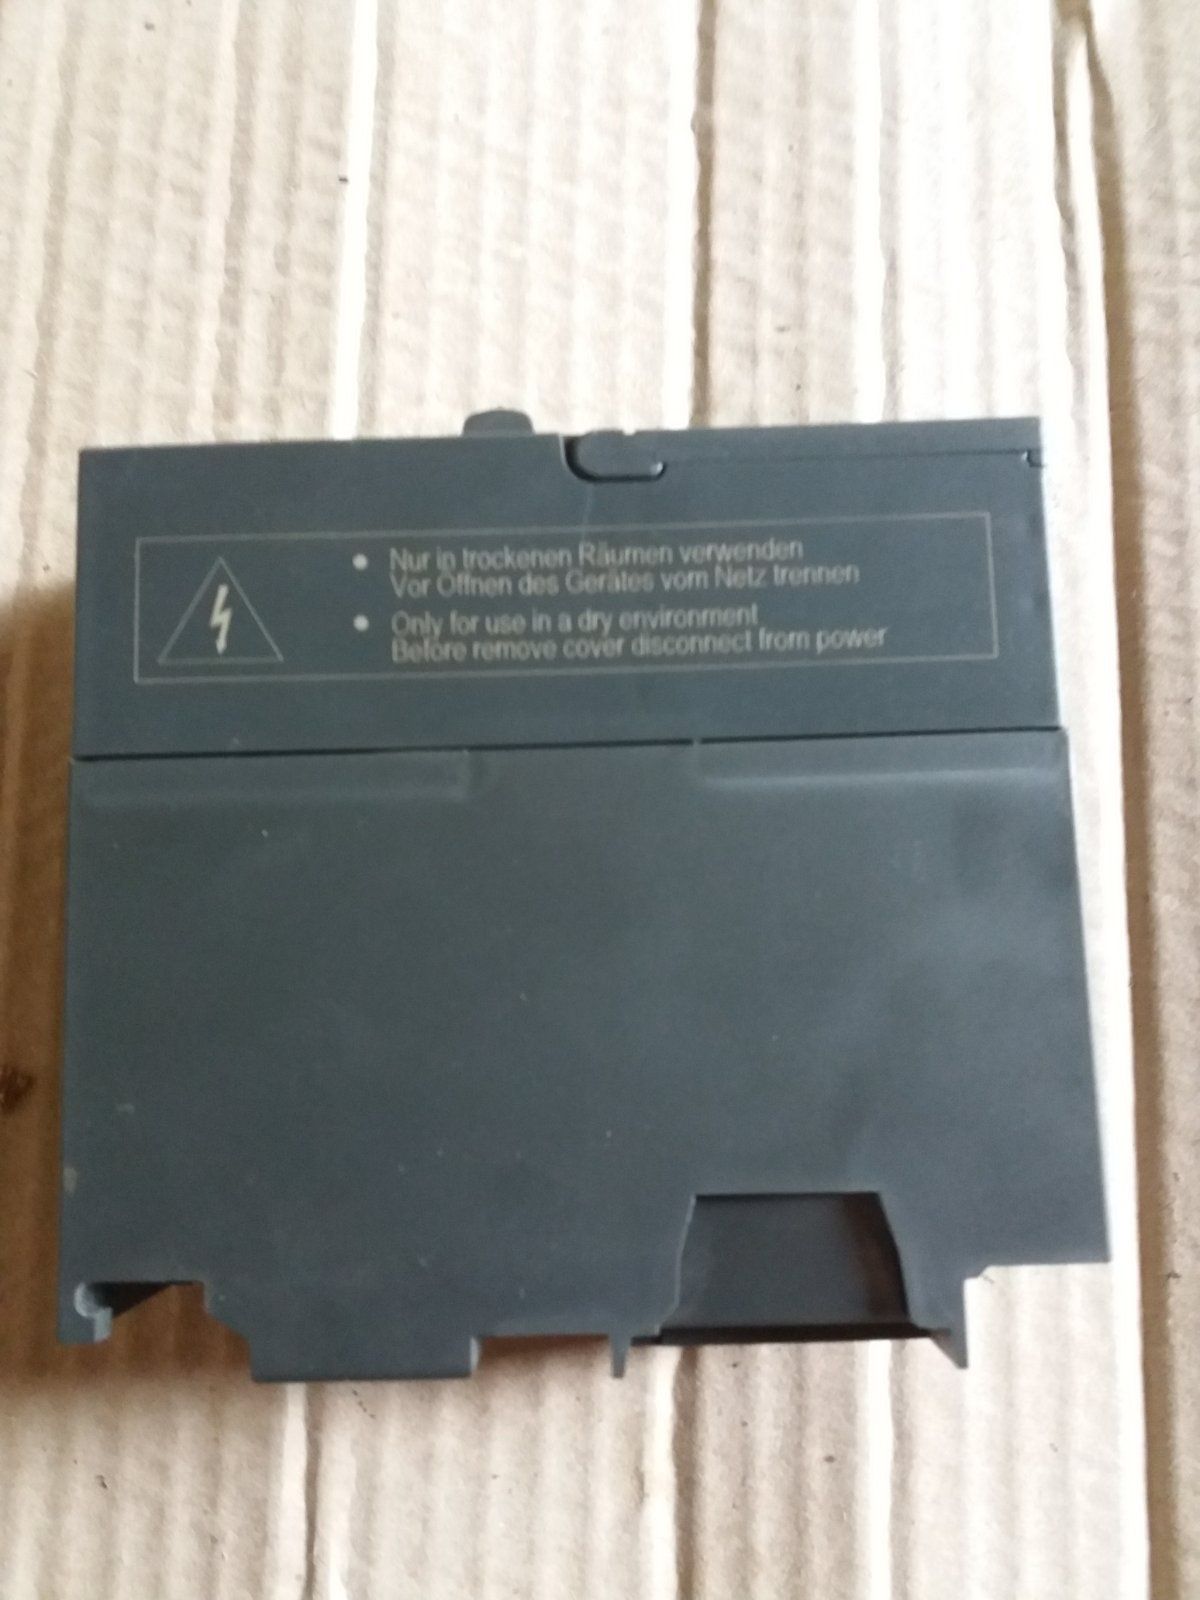 • Nur in trockenen Räumen verwenden
Vor Öffnen des Gerätes vom Netz trennen
• Only for use in a dry environment
Before remove cover disconnect from power